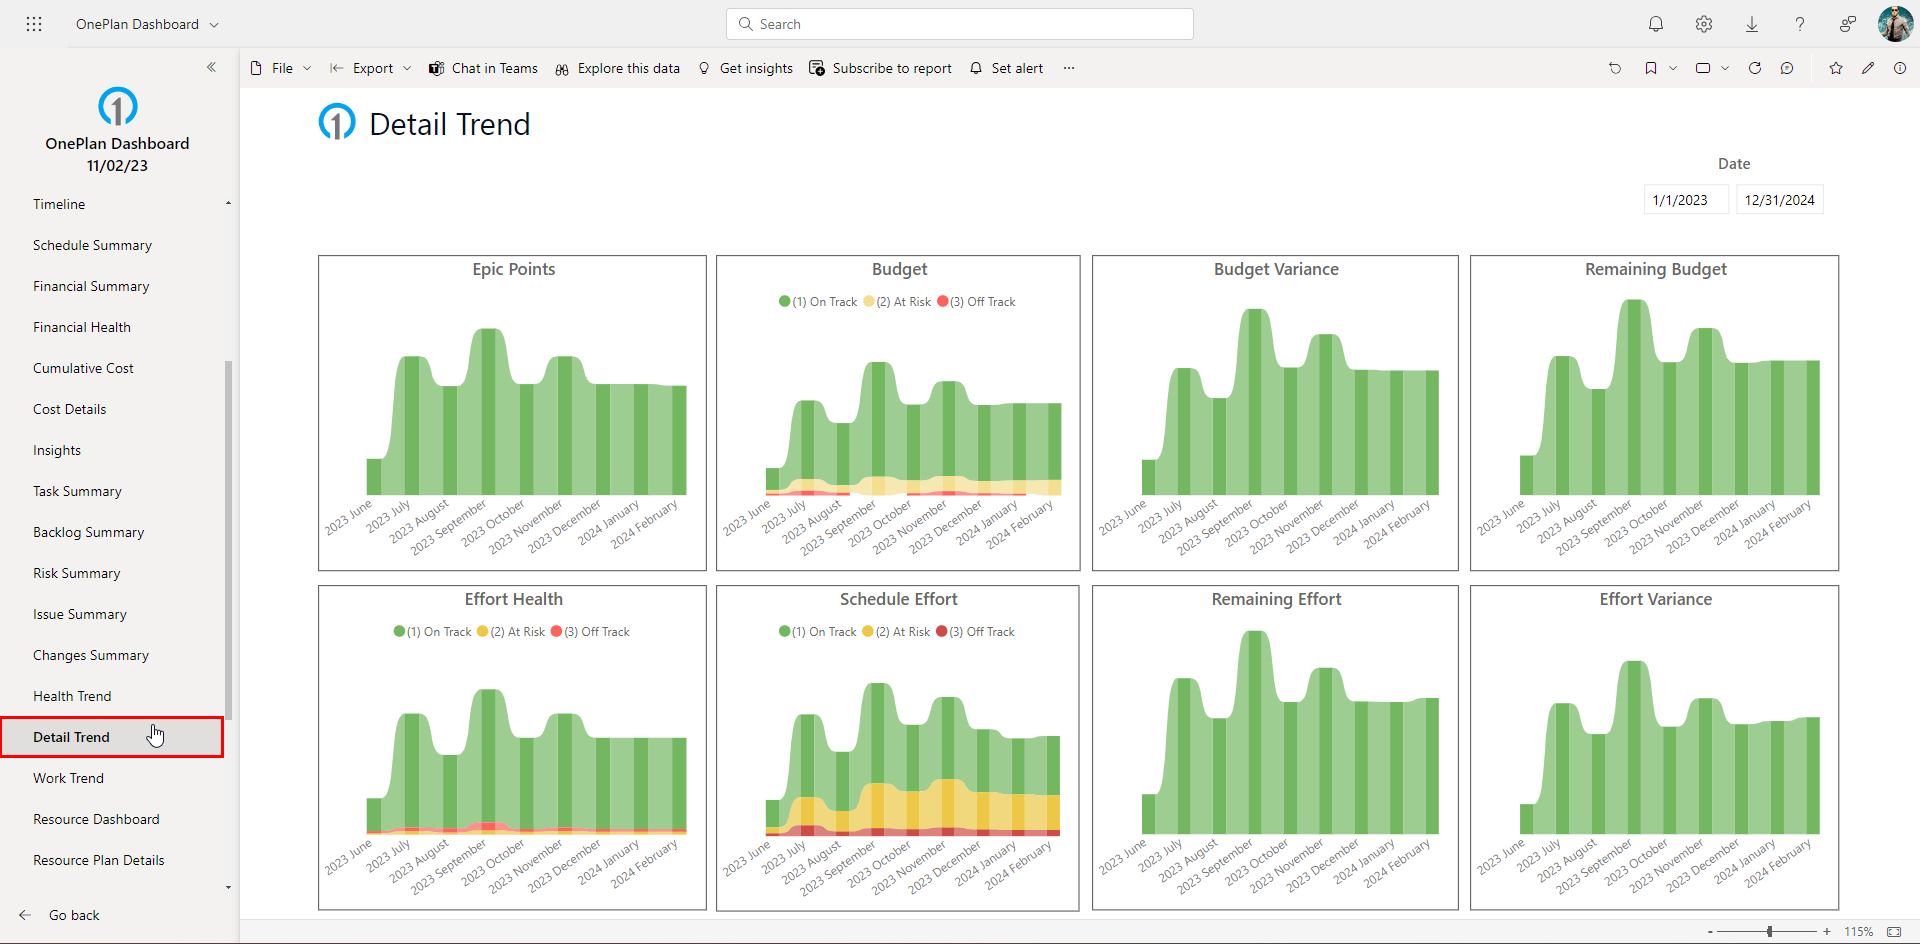 OnePlan Dashboard
Search
File
Export
Chat in Teams
Explore this data
Get insights
Subscribe to report
Set alert
OnePlan Dashboard
11/02/23
Timeline
Schedule Summary
Financial Summary
Financial Health
Cumulative Cost
Cost Details
Insights
Task Summary
Backlog Summary
Risk Summary
Issue Summary
Changes Summary
Health Trend
Detail Trend
Work Trend
Resource Dashboard
Resource Plan Details
Go back
1 Detail Trend
Date
1/1/2023 12/31/2024
Epic Points
2023 June
2023 July
2023 August
2023 September
2023 October
2023 November
2023 December
2024 January
2024 February
Budget
(1) On Track (2) At Risk (3) Off Track
2023 June
2023 July
2023 August
2023 September
2023 October
2023 November
2023 December
2024 January
2024 February
Budget Variance
2023 June
2023 July
2023 August
2023 September
2023 October
2023 November
2023 December
2024 January
2024 February
Remaining Budget
2023 June
2023 July
2023 August
2023 September
2023 October
2023 November
2023 December
2024 January
2024 February
Effort Health
(1) On Track (2) At Risk (3) Off Track
2023 June
2023 July
2023 August
2023 September
2023 October
2023 November
2023 December
2024 January
2024 February
Schedule Effort
(1) On Track (2) At Risk (3) Off Track
2023 June
2023 July
2023 August
2023 September
2023 October
2023 November
2023 December
2024 January
2024 February
Remaining Effort
2023 June
2023 July
2023 August
2023 September
2023 October
2023 November
2023 December
2024 January
2024 February
Effort Variance
2023 June
2023 July
2023 August
2023 September
2023 October
2023 November
2023 December
2024 January
2024 February
- + 115%